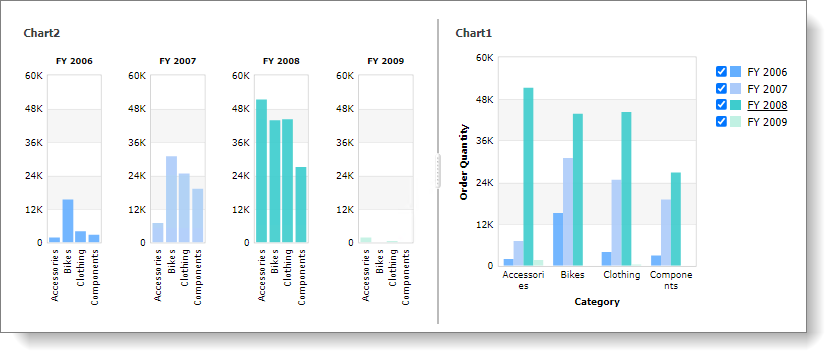 Chart2
FY 2006
60K
48K
36K
24K
12K
0
Accessories
Bikes
Clothing
Components
FY 2007
60K
48K
36K
24K
12K
0
Accessories
Bikes
Clothing
Components
FY 2008
60K
48K
36K
24K
12K
0
Accessories
Bikes
Clothing
Components
FY 2009
60K
48K
36K
24K
12K
0
Accessories
Bikes
Clothing
Components
Chart1
Order Quantity
60K
48K
36K
24K
12K
0
Accessori
es
Bikes
Clothing
Compone
nts
Category
FY 2006
FY 2007
FY 2008
FY 2009